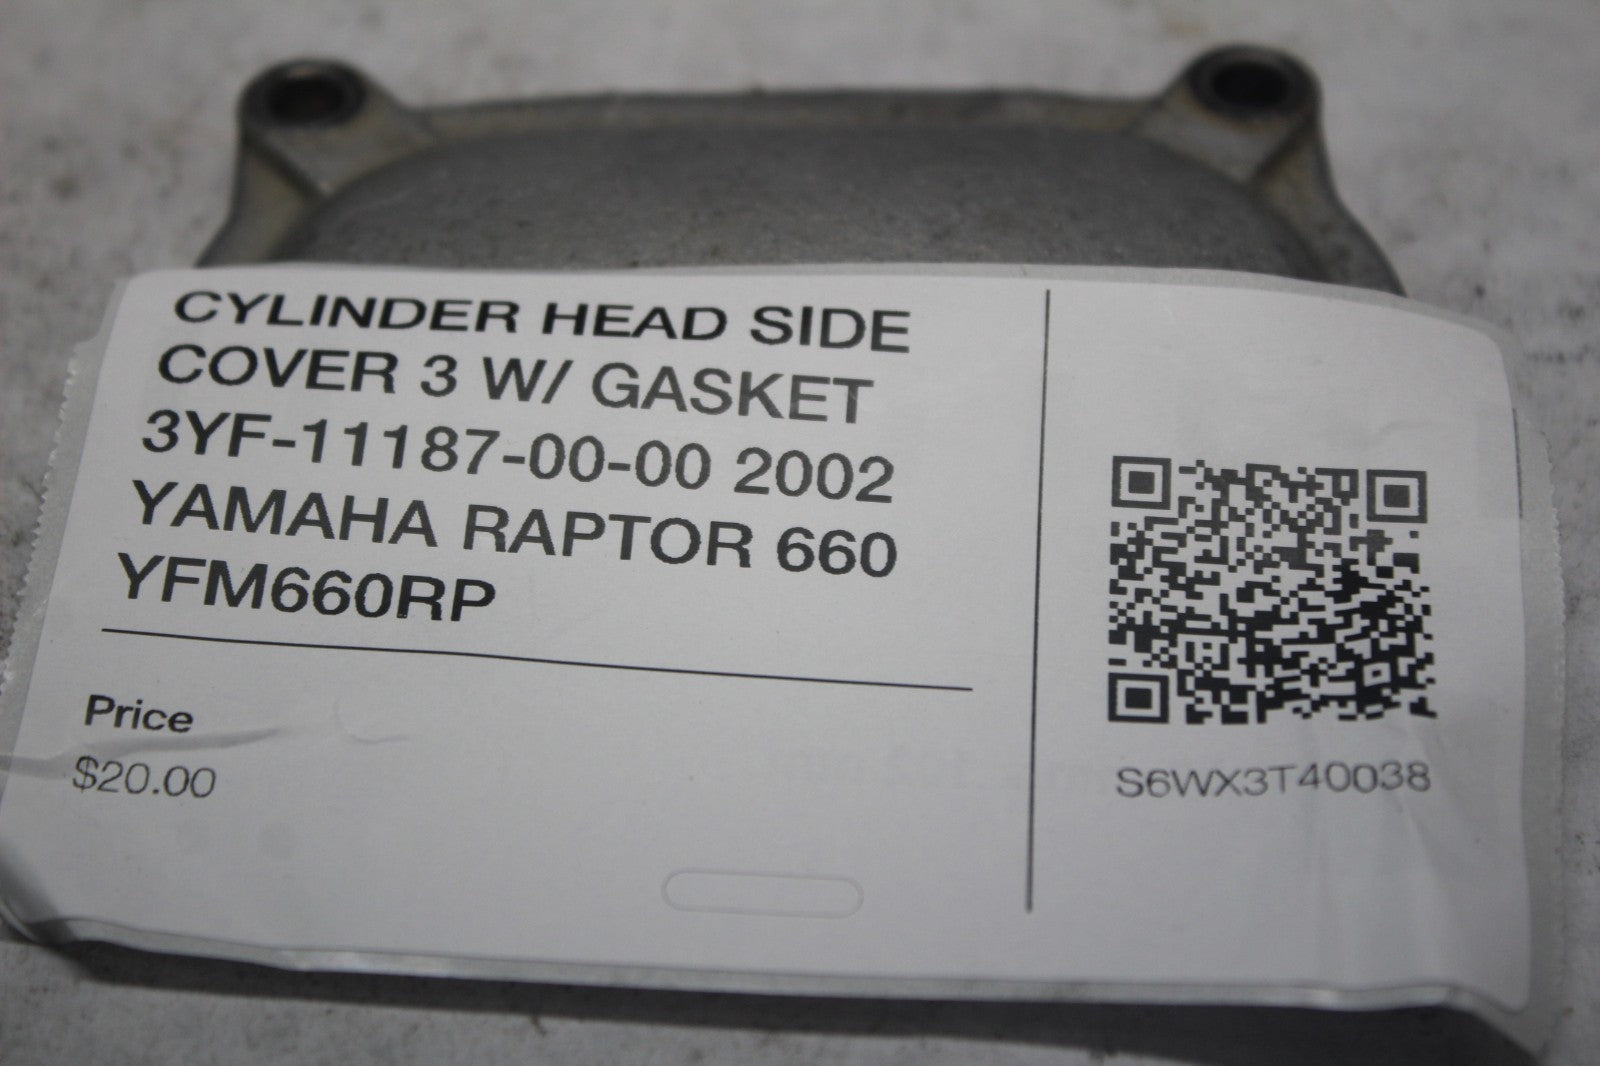 CYLINDER HEAD SIDE
COVER 3 W/ GASKET
3YF-11187-00-00 2002
YAMAHA RAPTOR 660
YFM660RP
Price
$20.00
S6WX3T40038